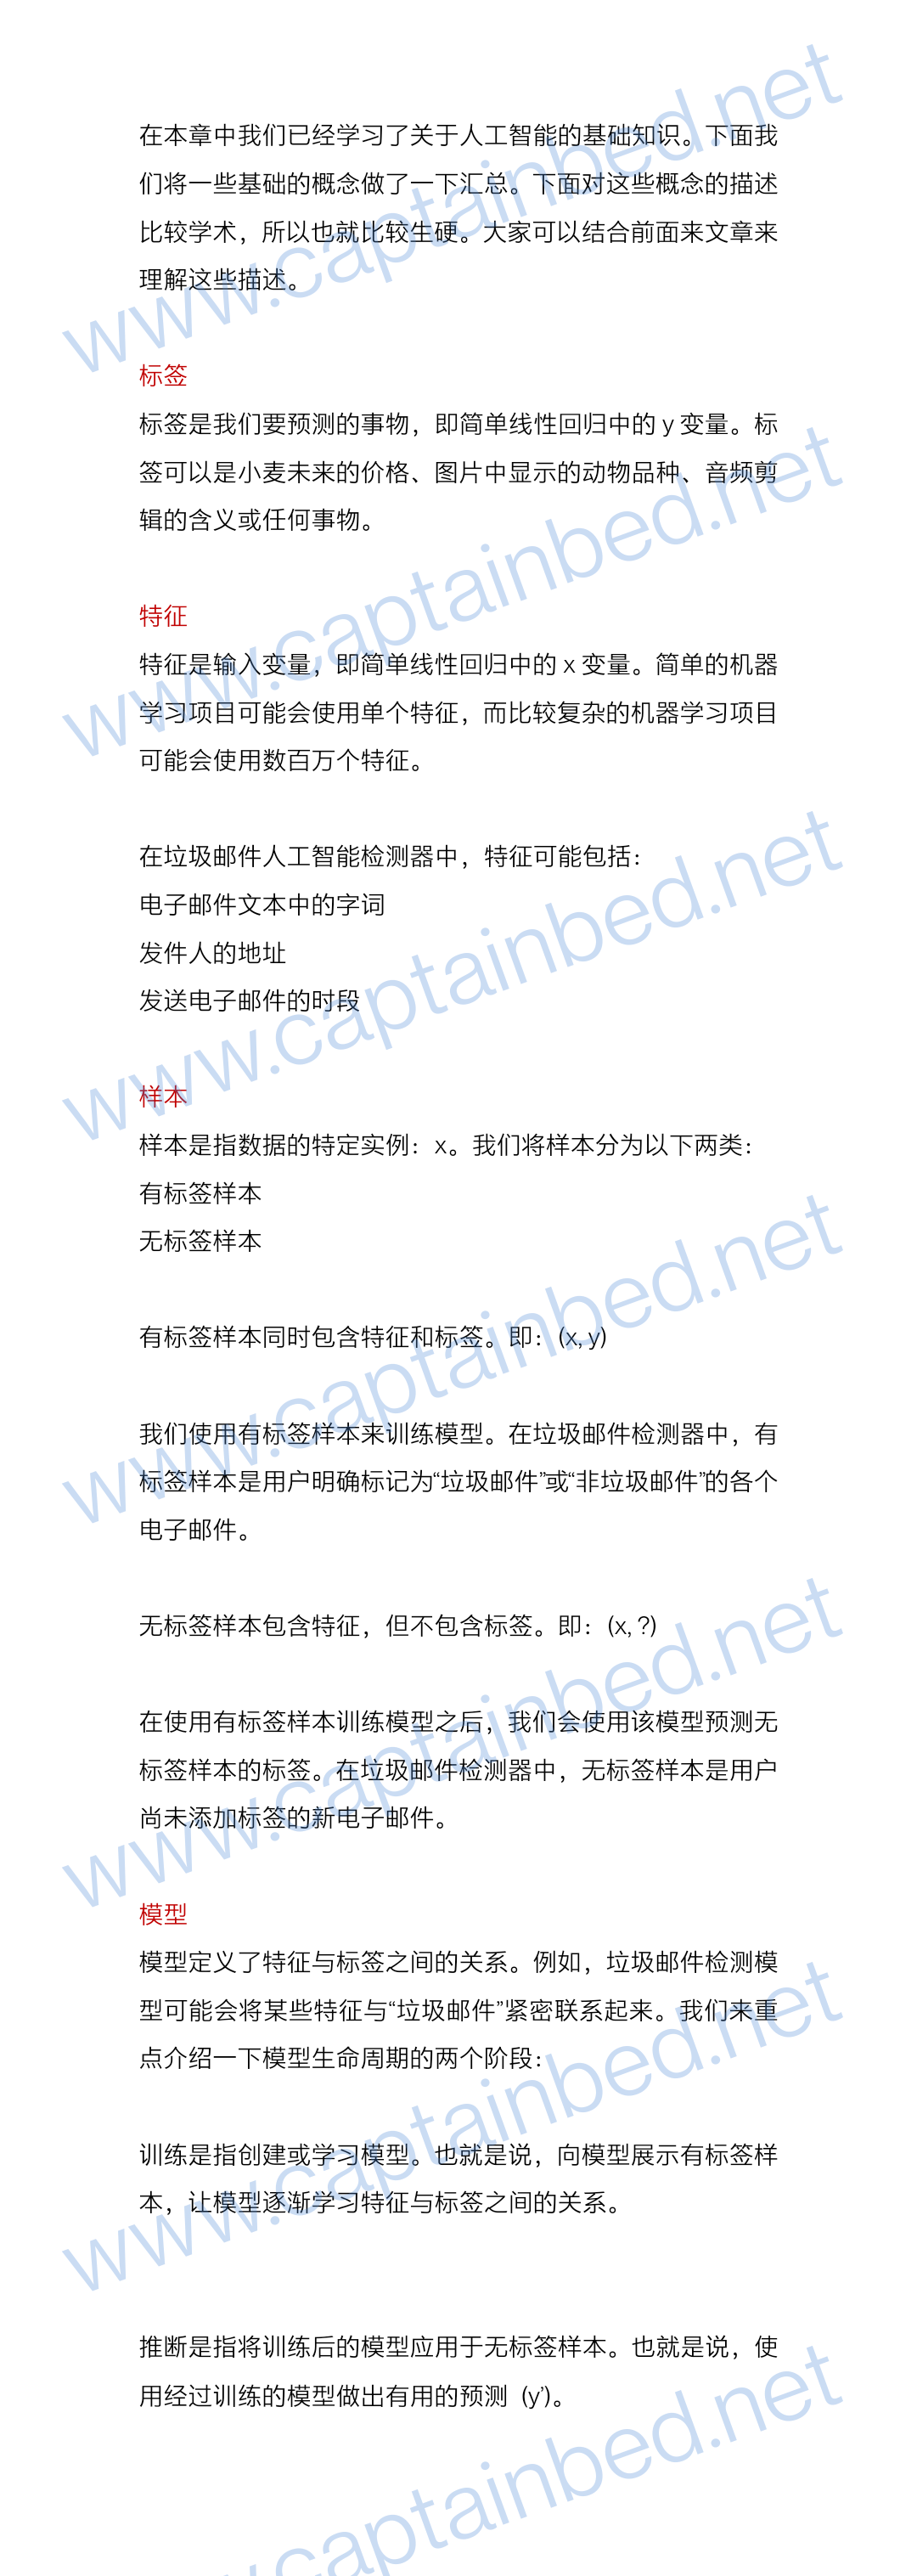 在本章中我们已经学习了关于人工智能的基础知识。下面我
们将一些基础的概念做了一下汇总。下面对这些概念的描述
比较学术，所以也就比较生硬。大家可以结合前面来文章来
理解这些描述。
标签
标签是我们要预测的事物，即简单线性回归中的 y 变量。标
签可以是小麦未来的价格、图片中显示的动物品种、音频剪
辑的含义或任何事物。
特征
特征是输入变量，即简单线性回归中的 x 变量。简单的机器
学习项目可能会使用单个特征，而比较复杂的机器学习项目
可能会使用数百万个特征。
在垃圾邮件人工智能检测器中，特征可能包括：
电子邮件文本中的字词
发件人的地址
发送电子邮件的时段
样本
样本是指数据的特定实例：x。我们将样本分为以下两类：
有标签样本
无标签样本
有标签样本同时包含特征和标签。即：(x, y)
我们使用有标签样本来训练模型。在垃圾邮件检测器中，有
标签样本是用户明确标记为“垃圾邮件”或“非垃圾邮件”的各个
电子邮件。
无标签样本包含特征，但不包含标签。即：(x, ?)
在使用有标签样本训练模型之后，我们会使用该模型预测无
标签样本的标签。在垃圾邮件检测器中，无标签样本是用户
尚未添加标签的新电子邮件。
模型
模型定义了特征与标签之间的关系。例如，垃圾邮件检测模
型可能会将某些特征与“垃圾邮件”紧密联系起来。我们来重
点介绍一下模型生命周期的两个阶段：
训练是指创建或学习模型。也就是说，向模型展示有标签样
本，让模型逐渐学习特征与标签之间的关系。
推断是指将训练后的模型应用于无标签样本。也就是说，使
用经过训练的模型做出有用的预测 (y’)。
www.captainbed.net
www.captainbed.net
www.captainbed.net
www.captainbed.net
www.captainbed.net
www.captainbed.net
w.captainbed.net